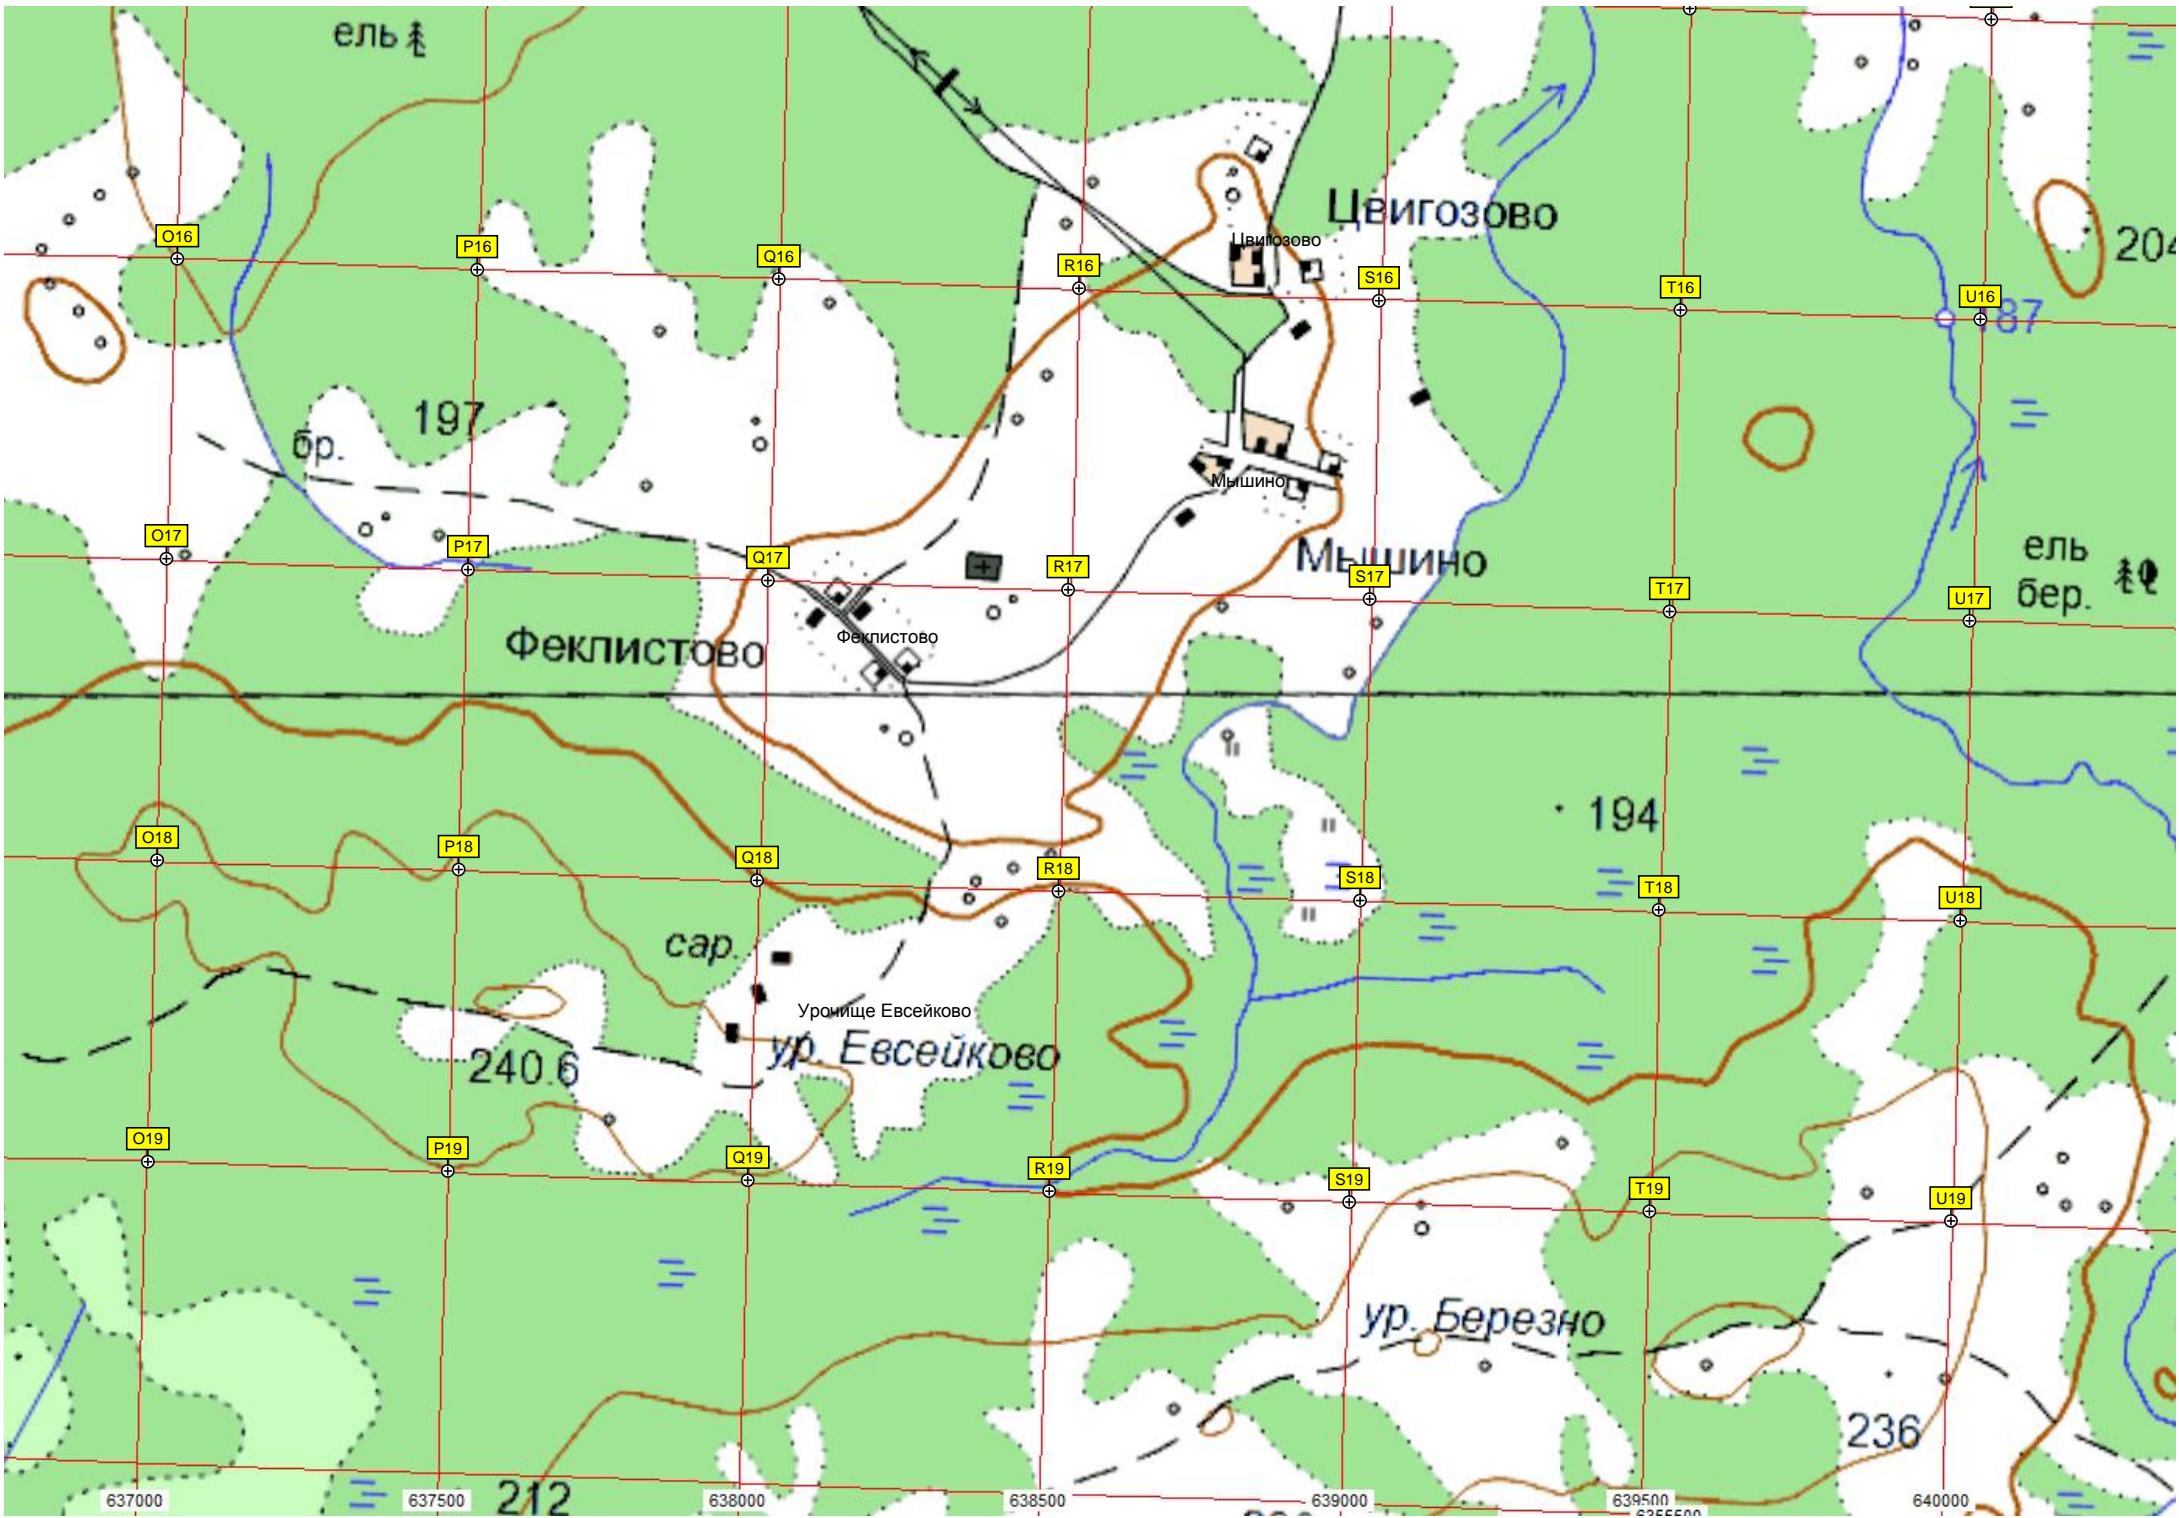 ель
Цвигозово
Цвигозово
204
O16
P16
Q16
R16
S16
T16
U16
87
197
бр.
Мышино
Мышино
ель
бер.
O17
P17
Q17
R17
S17
T17
U17
Феклистово
Феклистово
194
O18
P18
Q18
R18
S18
T18
U18
сар.
Урочище Евсейково
ур. Евсейково
240.6
O19
P19
Q19
R19
S19
T19
U19
ур. Березно
236
212
637000
637500
638000
638500
639000
639500
640000